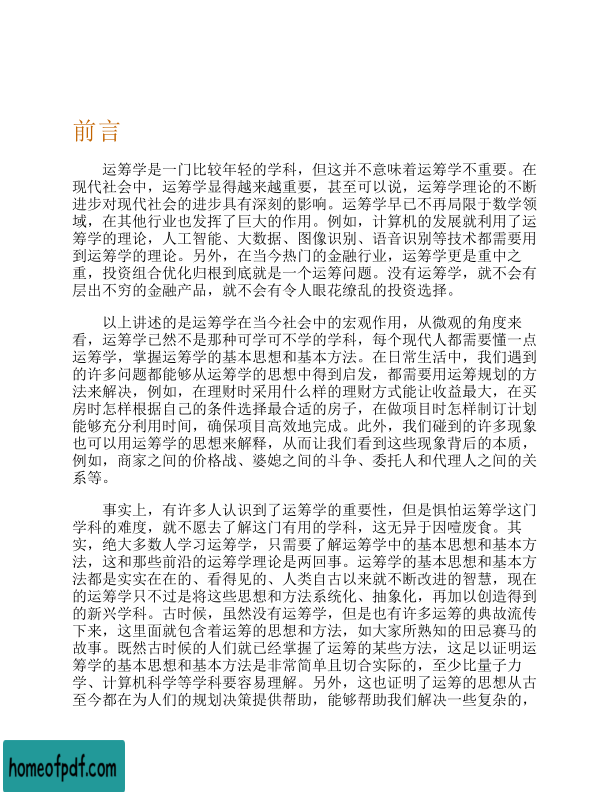 前言
运筹学是一门比较年轻的学科，但这并不意味着运筹学不重要。在
现代社会中，运筹学显得越来越重要，甚至可以说，运筹学理论的不断
进步对现代社会的进步具有深刻的影响。运筹学早已不再局限于数学领
域，在其他行业也发挥了巨大的作用。例如，计算机的发展就利用了运
筹学的理论，人工智能、大数据、图像识别、语音识别等技术都需要用
到运筹学的理论。另外，在当今热门的金融行业，运筹学更是重中之
重，投资组合优化归根到底就是一个运筹问题。没有运筹学，就不会有
层出不穷的金融产品，就不会有令人眼花缭乱的投资选择。
以上讲述的是运筹学在当今社会中的宏观作用，从微观的角度来
看，运筹学已然不是那种可学可不学的学科，每个现代人都需要懂一点
运筹学，掌握运筹学的基本思想和基本方法。在日常生活中，我们遇到
的许多问题都能够从运筹学的思想中得到启发，都需要用运筹规划的方
法来解决，例如，在理财时采用什么样的理财方式能让收益最大，在买
房时怎样根据自己的条件选择最合适的房子，在做项目时怎样制订计划
能够充分利用时间，确保项目高效地完成。此外，我们碰到的许多现象
也可以用运筹学的思想来解释，从而让我们看到这些现象背后的本质，
例如，商家之间的价格战、婆媳之间的斗争、委托人和代理人之间的关
系等。
事实上，有许多人认识到了运筹学的重要性，但是惧怕运筹学这门
学科的难度，就不愿去了解这门有用的学科，这无异于因噎废食。其
实，绝大多数人学习运筹学，只需要了解运筹学中的基本思想和基本方
法，这和那些前沿的运筹学理论是两回事。运筹学的基本思想和基本方
法都是实实在在的、看得见的、人类自古以来就不断改进的智慧，现在
的运筹学只不过是将这些思想和方法系统化、抽象化，再加以创造得到
的新兴学科。古时候，虽然没有运筹学，但是也有许多运筹的典故流传
下来，这里面就包含着运筹的思想和方法，如大家所熟知的田忌赛马的
故事。既然古时候的人们就已经掌握了运筹的某些方法，这足以证明运
筹学的基本思想和基本方法是非常简单且切合实际的，至少比量子力
学、计算机科学等学科要容易理解。另外，这也证明了运筹的思想从古
至今都在为人们的规划决策提供帮助，能够帮助我们解决一些复杂的，
homeofpdf.com